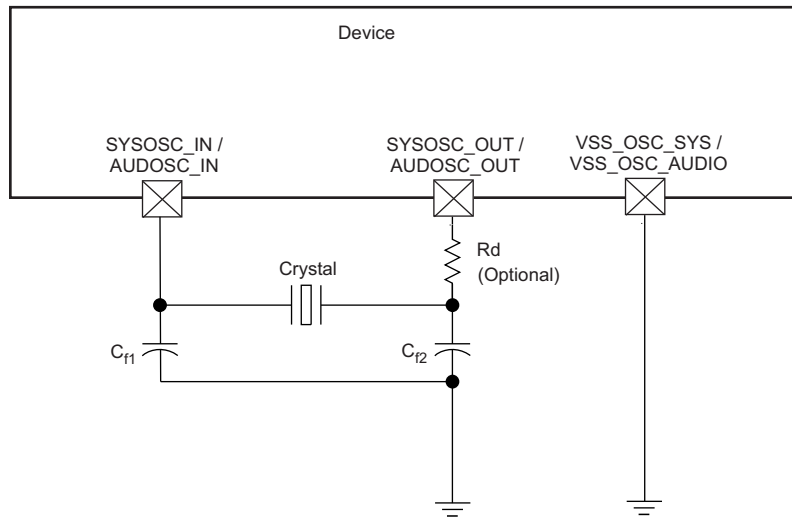 Device
SYSOSC_IN /
AUDOSC_IN
SYSOSC_OUT /
AUDOSC_OUT
VSS_OSC_SYS /
VSS_OSC_AUDIO
Rd
(Optional)
Crystal
Cf1
Cf2